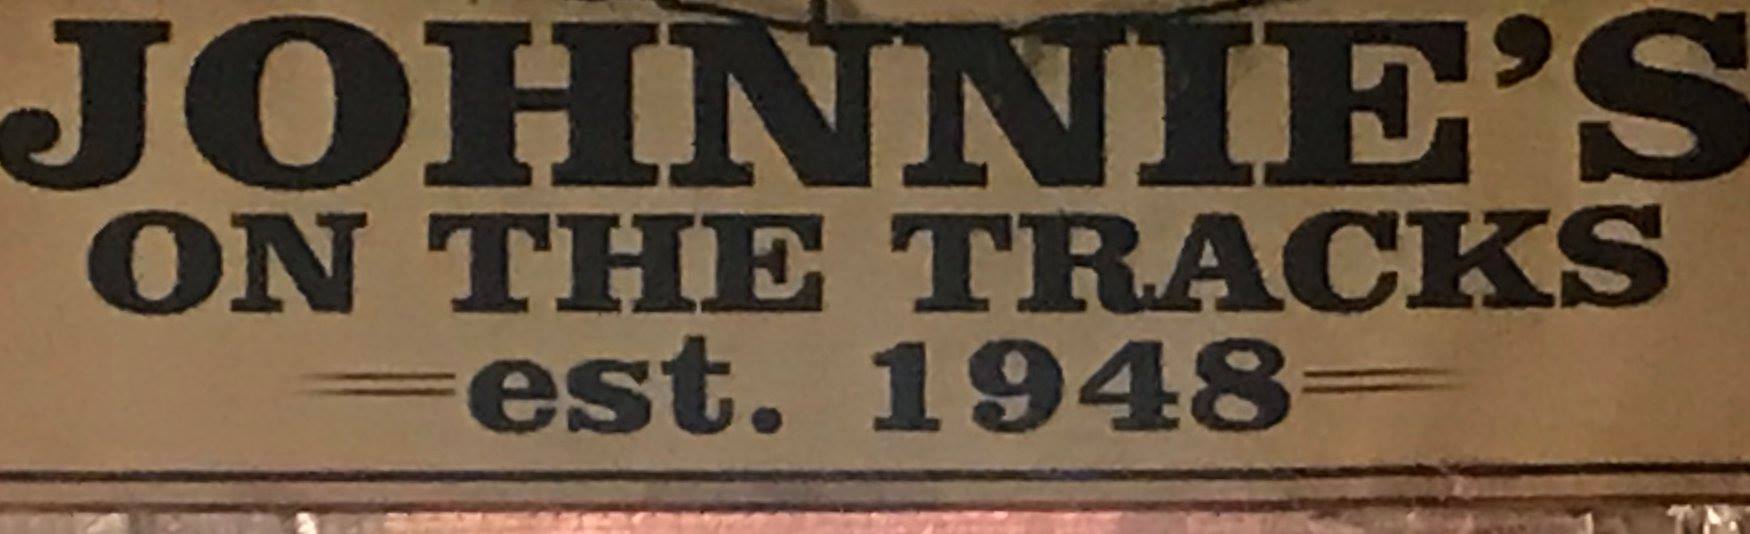 JOHNNIE'S
ON THE TRACKS
est. 1948